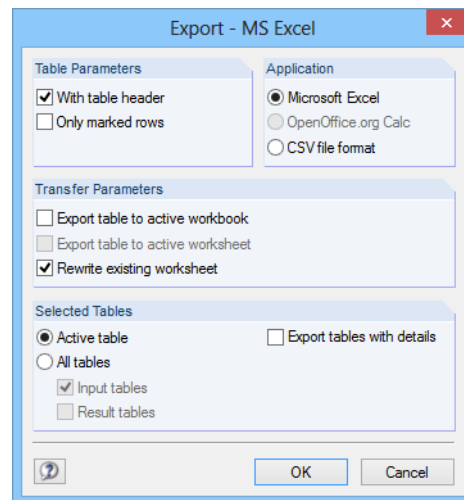 Export - MS Excel
Table Parameters
With table header
Only marked rows
Application
Microsoft Excel
OpenOffice.org Calc
CSV file format
Transfer Parameters
Export table to active workbook
Export table to active worksheet
Rewrite existing worksheet
Selected Tables
Active table
All tables
Input tables
Result tables
Export tables with details
OK
Cancel